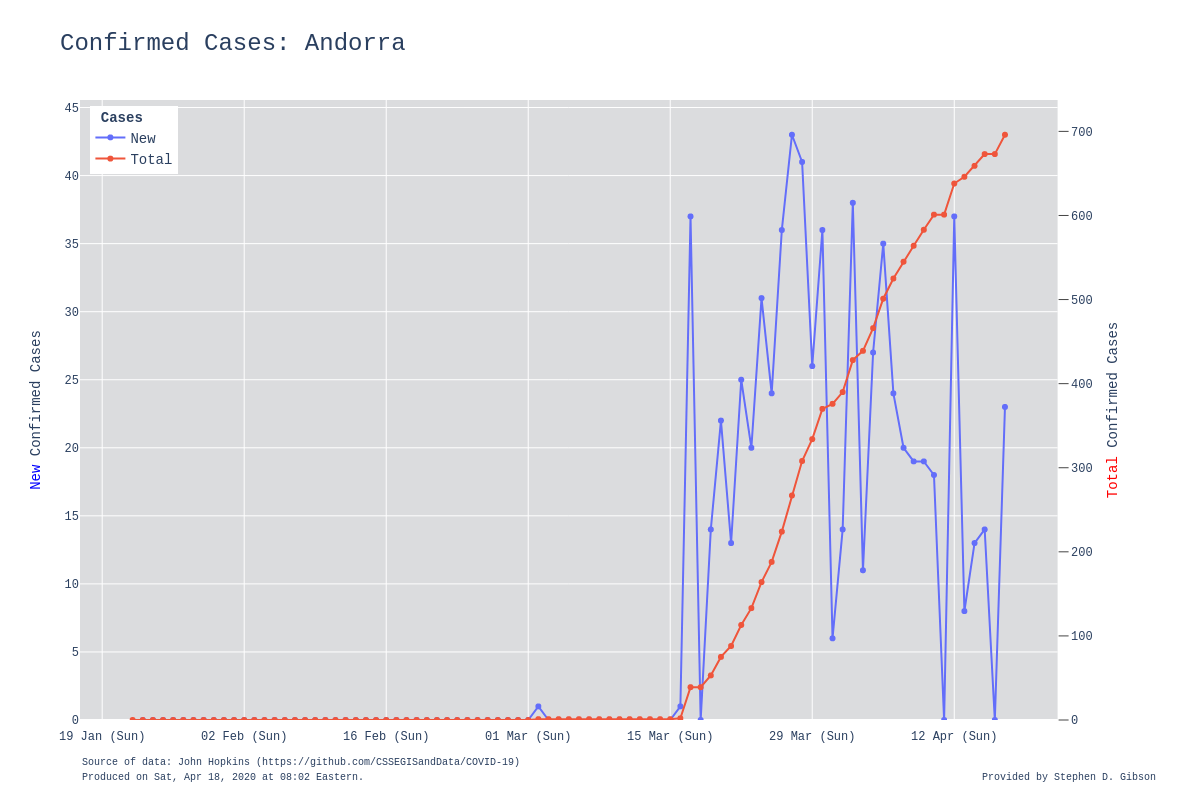 Confirmed Cases: Andorra
Cases
New
Total
45
40
35
30
25
20
15
10
5
0
700
600
500
400
300
200
100
0
New Confirmed Cases
Total Confirmed Cases
19 Jan (Sun)
02 Feb (Sun)
16 Feb (Sun)
01 Mar (Sun)
15 Mar (Sun)
29 Mar (Sun)
12 Apr (Sun)
Source of data: John Hopkins (https://github.com/CSSEGISandData/COVID-19)
Produced on Sat, Apr 18, 2020 at 08:02 Eastern.
Provided by Stephen D. Gibson